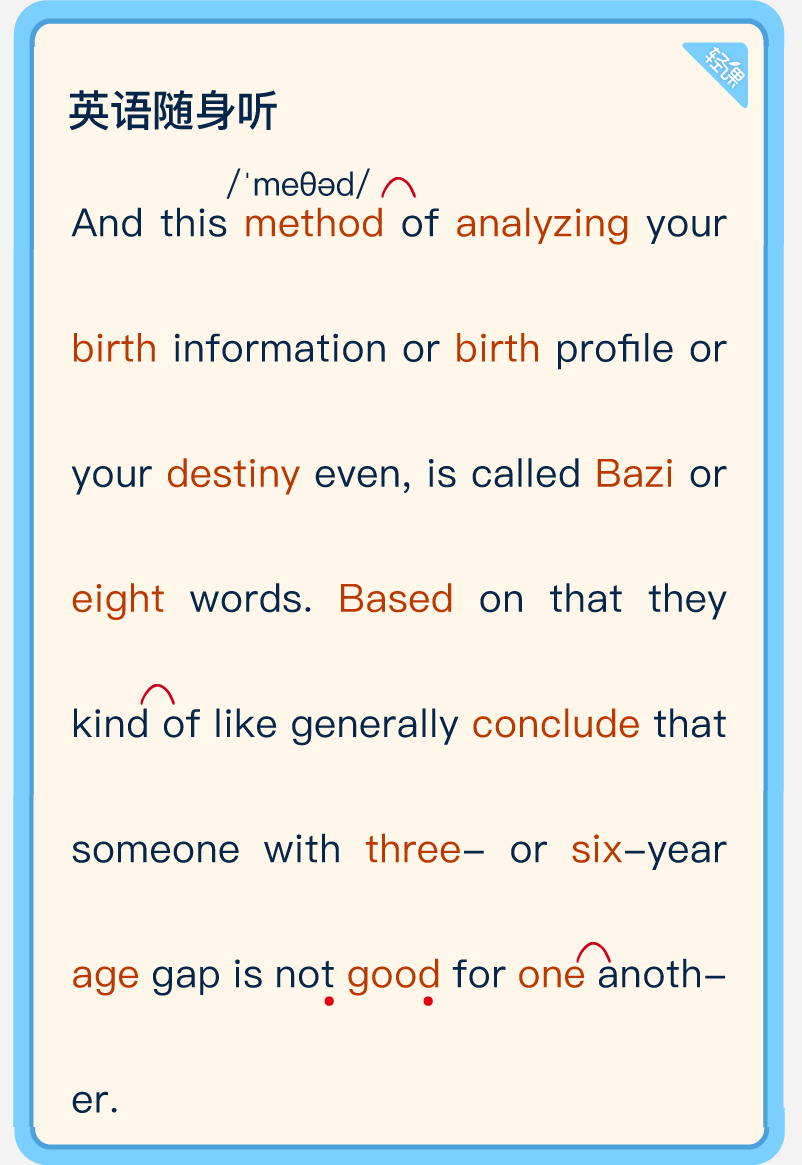 轻课
英语随身听
/ˈmeθəd/
And this method of analyzing your
birth information or birth profile or
your destiny even, is called Bazi or
eight words. Based on that they
kind of like generally conclude that
someone with three– or six–year
age gap is not good for one anoth–
er.